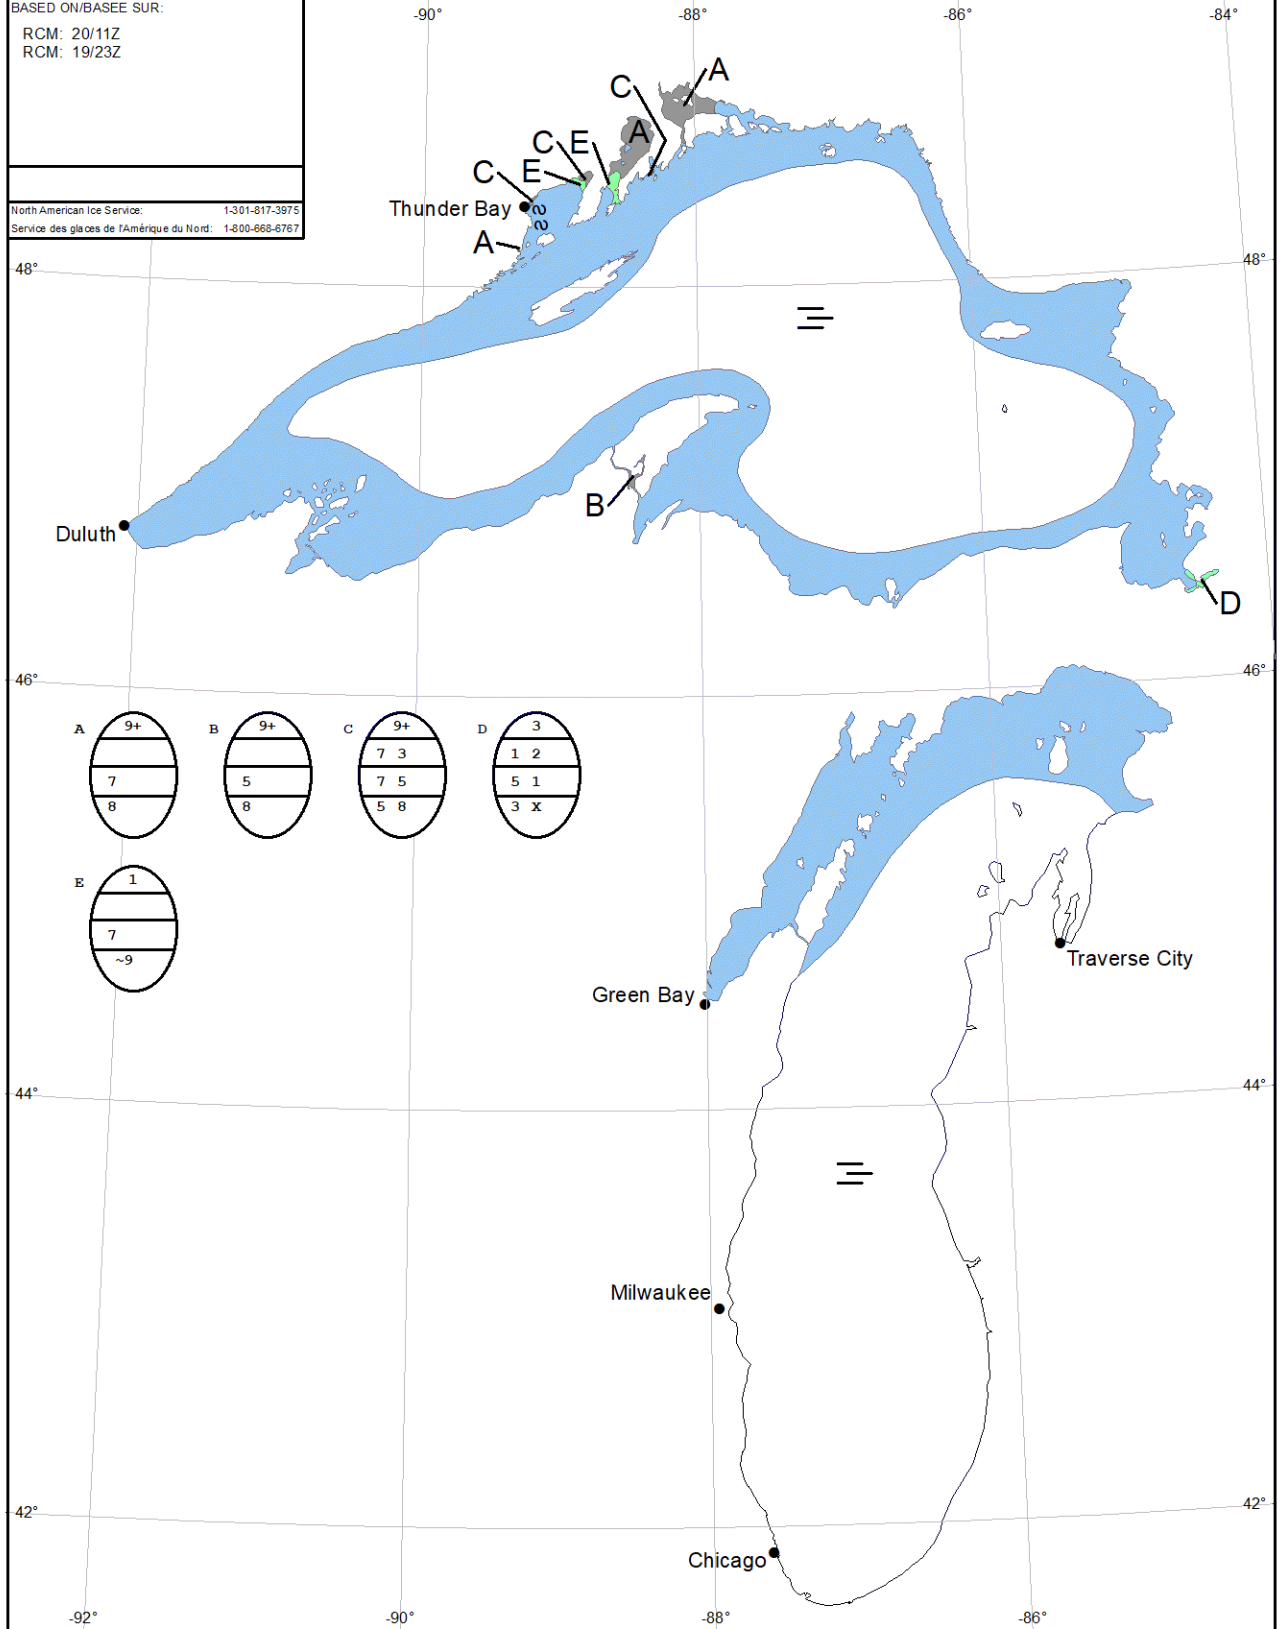 BASED ON/BASEE SUR:
RCM: 20/11Z
RCM: 19/23Z
North American Ice Service: 1-301-817-3975
Service des glaces de l'Amérique du Nord: 1-800-668-6767
-90° -88° -86° -84°
A
C
A
C E
C E
Thunder Bay
A
48° 48°
B
Duluth
D
46° 46°
A 9+ B 9+ C 9+ D 3
7 3 1 2
7 5 7 5 5 1
8 8 5 8 3 X
E 1
7
~9
Traverse City
Green Bay
44° 44°
Milwaukee
42° 42°
Chicago
-92° -90° -88° -86°